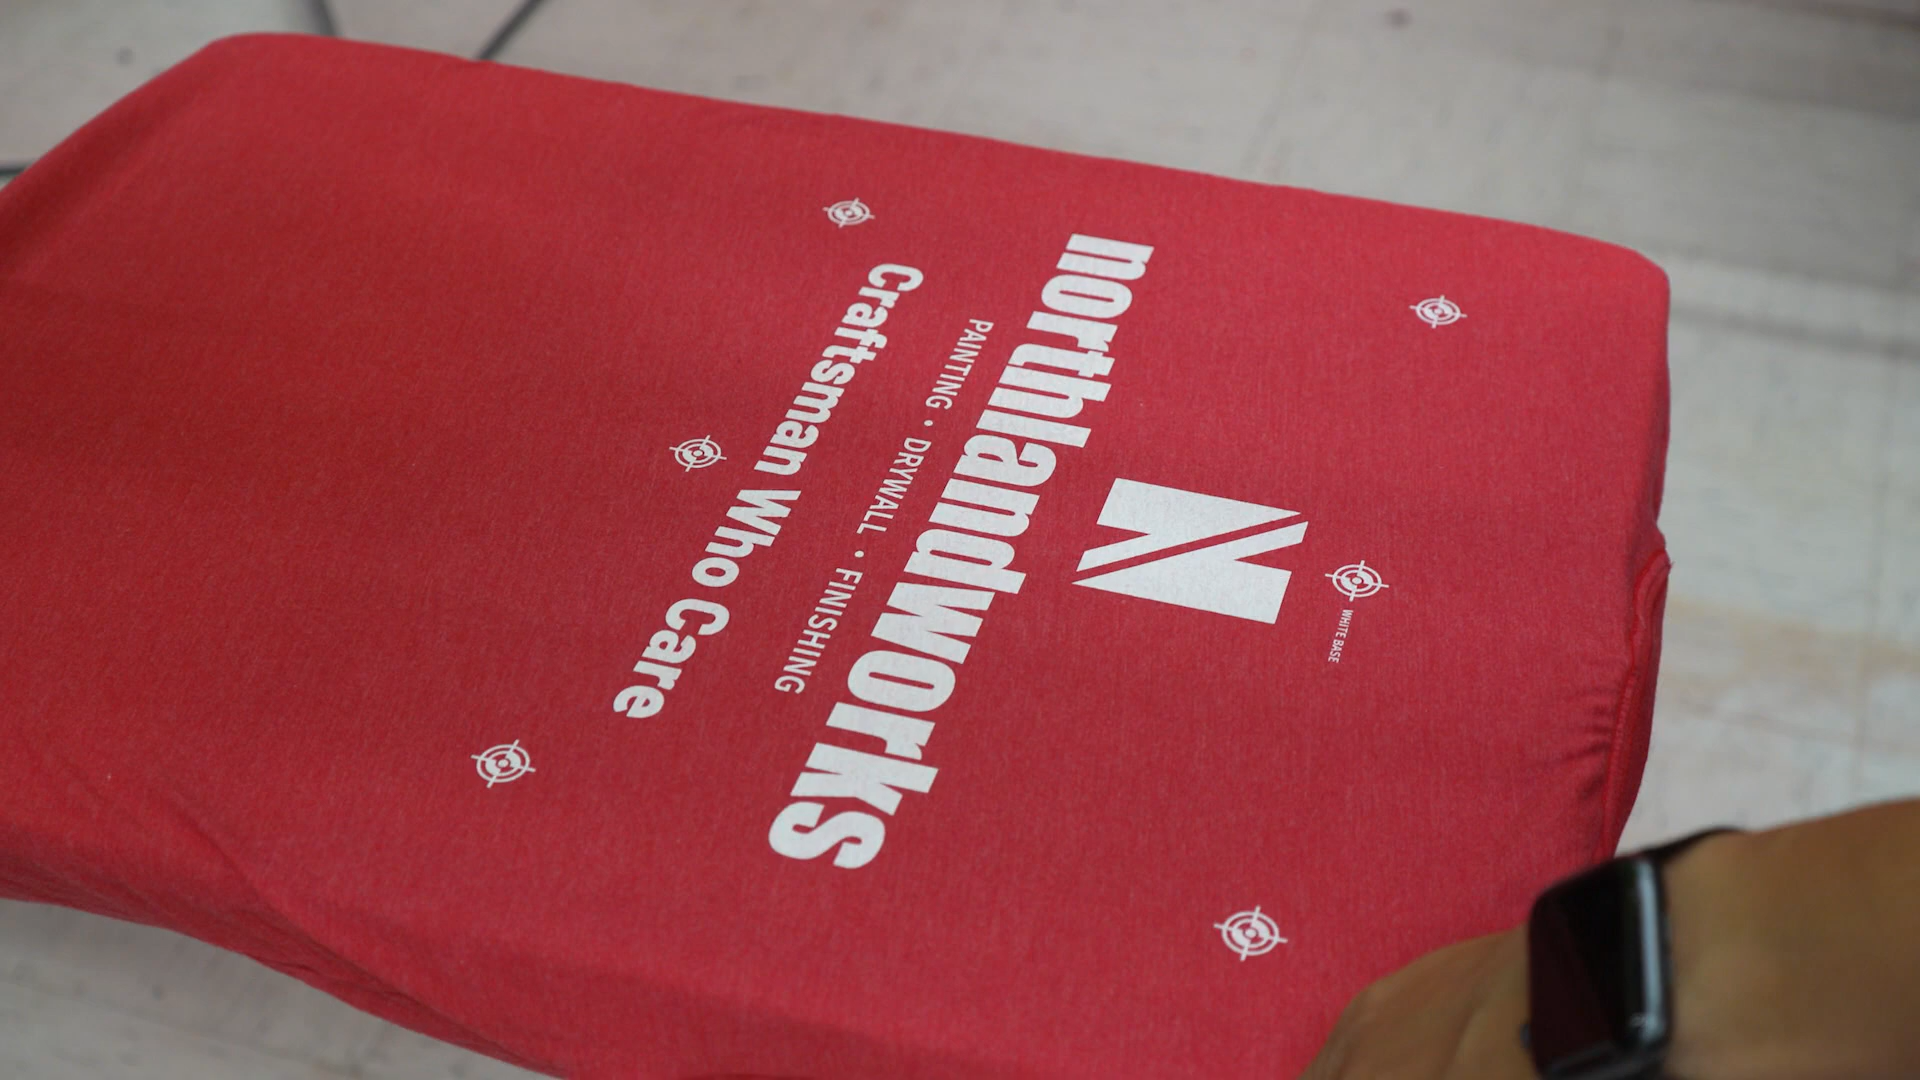 WHITE BASE
N
northlandworks
PAINTING • DRYWALL • FINISHING
Craftsman Who Care